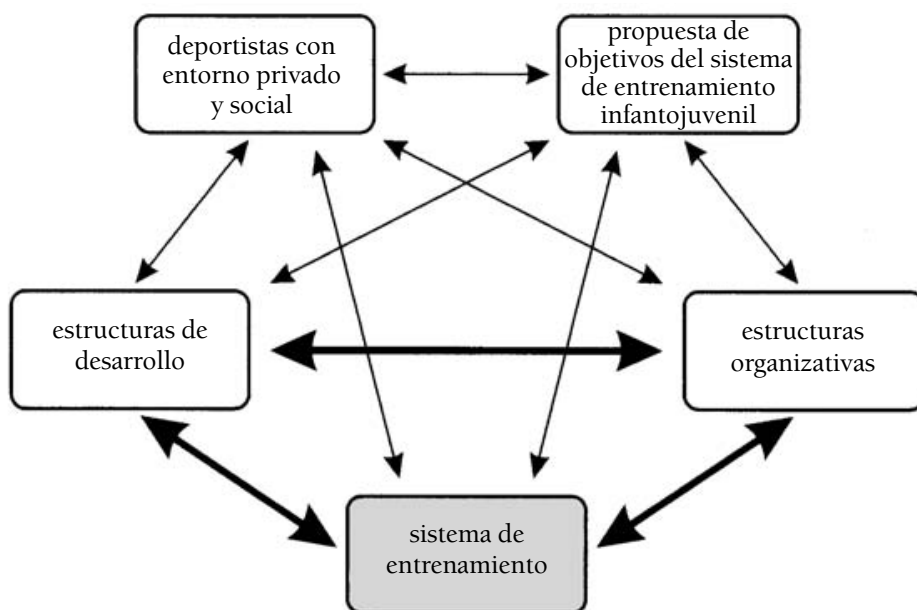 deportistas con
entorno privado
y social
propuesta de
objetivos del sistema
de entrenamiento
infantojuvenil
estructuras de
desarrollo
estructuras
organizativas
sistema de
entrenamiento